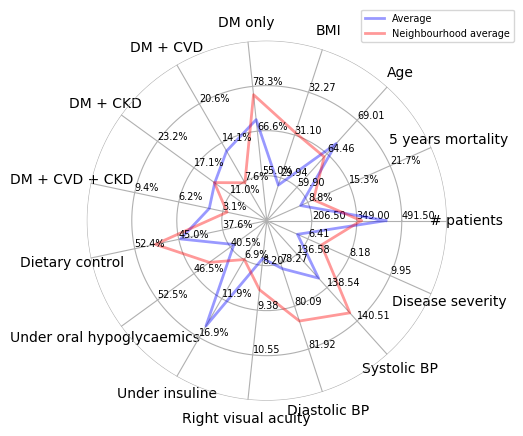 Average
Neighbourhood average
DM only
BMI
DM + CVD
Age
DM + CKD
5 years mortality
DM + CVD + CKD
# patients
Dietary control
Disease severity
Under oral hypoglycaemics
Systolic BP
Under insuline
Diastolic BP
Right visual acuity
78.3%
32.27
20.6%
69.01
66.6%
31.10
14.1%
23.2%
64.46
21.7%
17.1%
55.0%
29.94
15.3%
7.6%
59.90
9.4%
11.0%
8.8%
6.2%
3.1%
206.50
349.00
491.50
37.6%
45.0%
6.41
52.4%
40.5%
136.58
8.18
6.9%
8.20
78.27
46.5%
9.95
138.54
52.5%
11.9%
9.38
80.09
140.51
16.9%
10.55
81.92